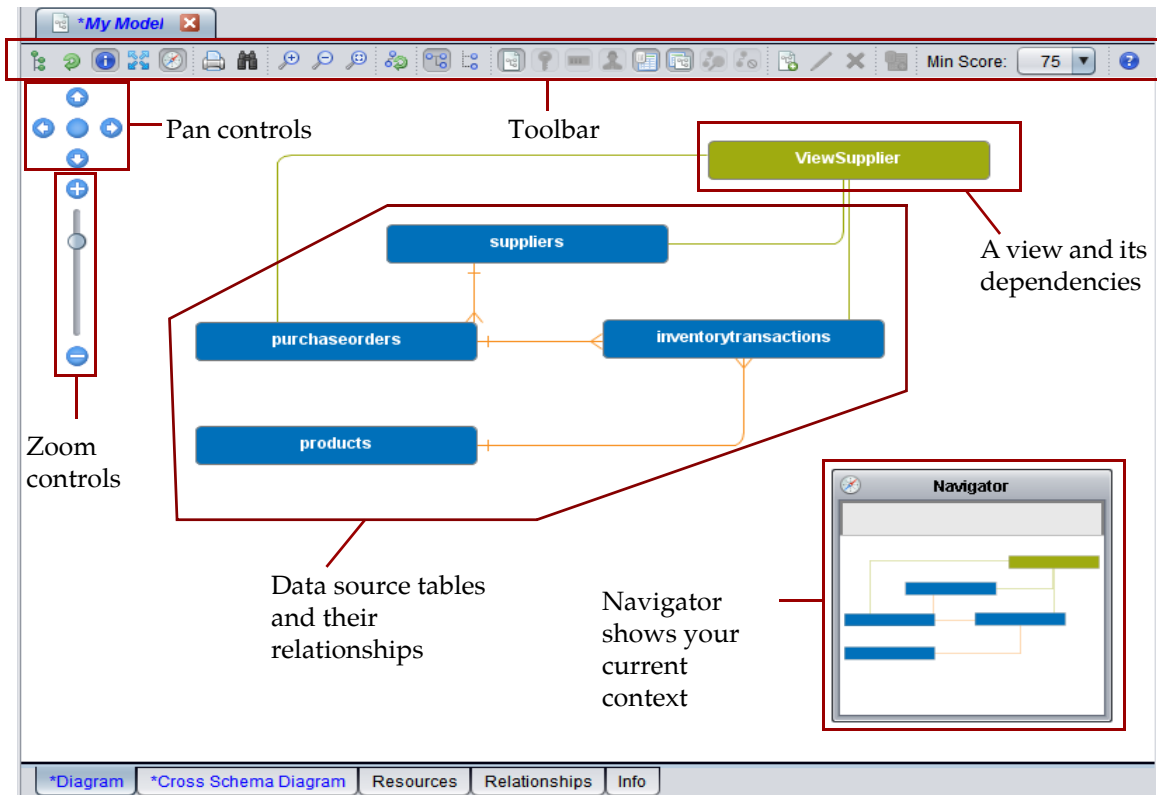 *My Model
Min Score: 75
Pan controls
Toolbar
ViewSupplier
suppliers
A view and its
dependencies
purchaseorders
inventorytransactions
products
Zoom
controls
Navigator
Data source tables
and their
relationships
Navigator
shows your
current
context
*Diagram *Cross Schema Diagram Resources Relationships Info